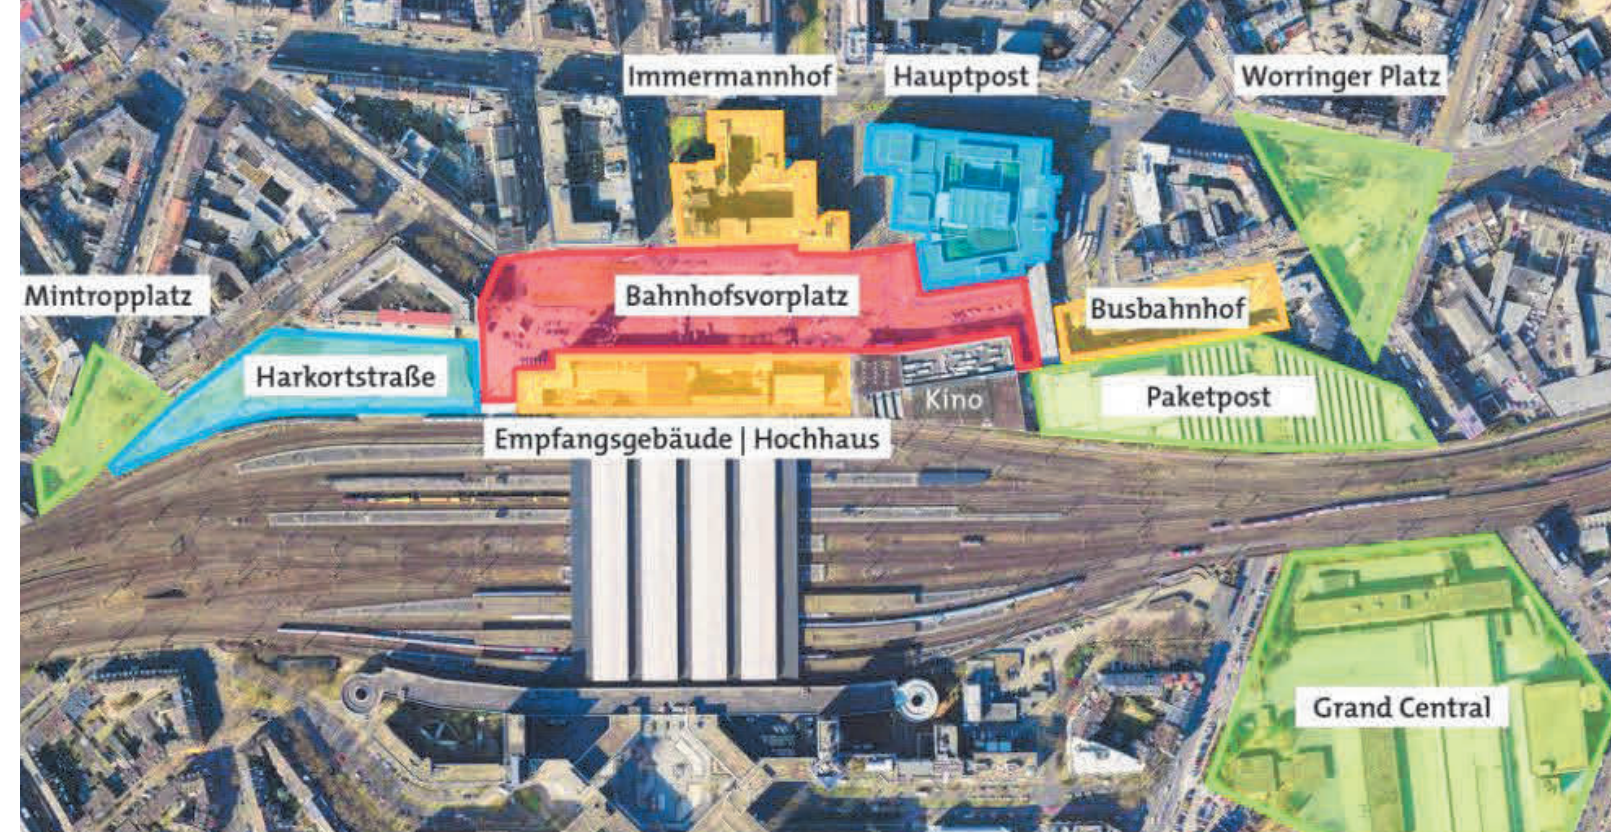 Immermannhof
Hauptpost
Worringer Platz
Mintropplatz
Bahnhofsvorplatz
Busbahnhof
Harkortstraße
Kino
Paketpost
Empfangsgebäude | Hochhaus
Grand Central